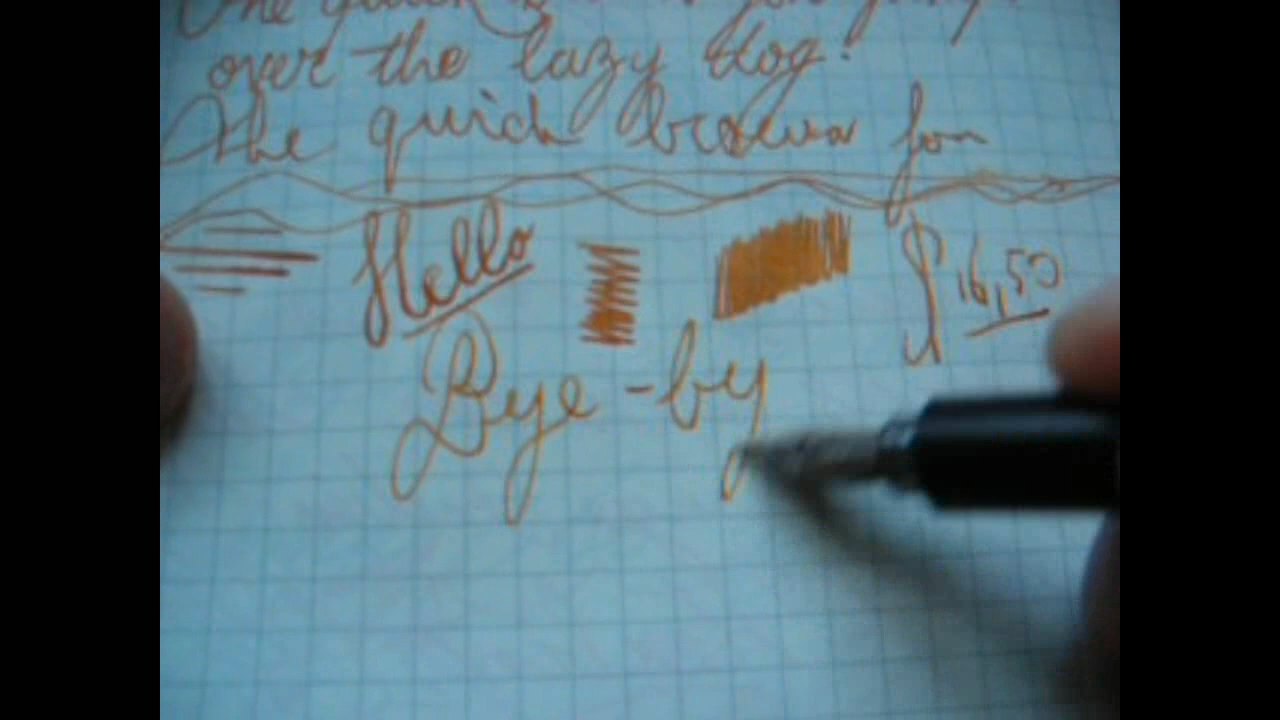 over the lazy dog!
The quick brown fox
Hello
$16,50
Bye-by